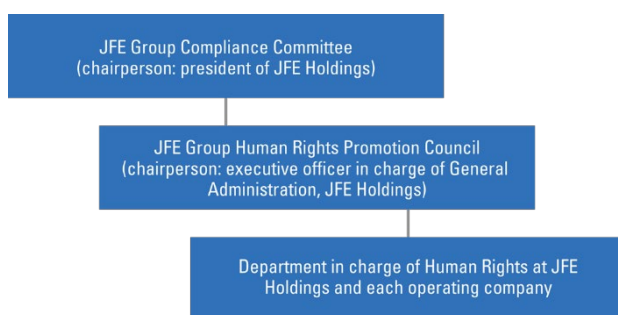 JFE Group Compliance Committee
(chairperson: president of JFE Holdings)
JFE Group Human Rights Promotion Council
(chairperson: executive officer in charge of General
Administration, JFE Holdings)
Department in charge of Human Rights at JFE
Holdings and each operating company